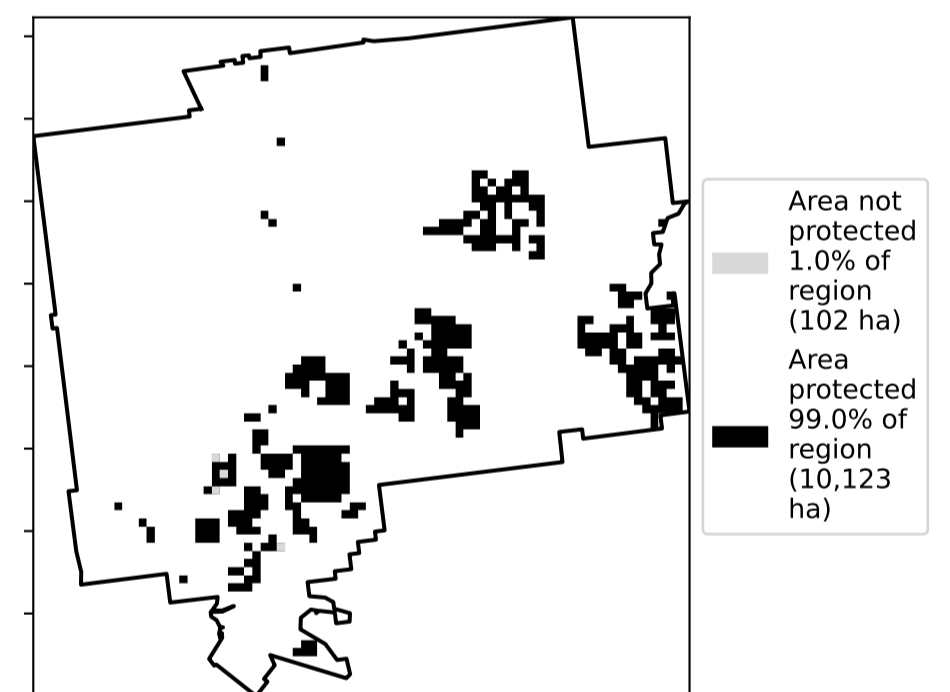 Area not
protected
1.0% of
region
(102 ha)
Area
protected
99.0% of
region
(10,123
ha)